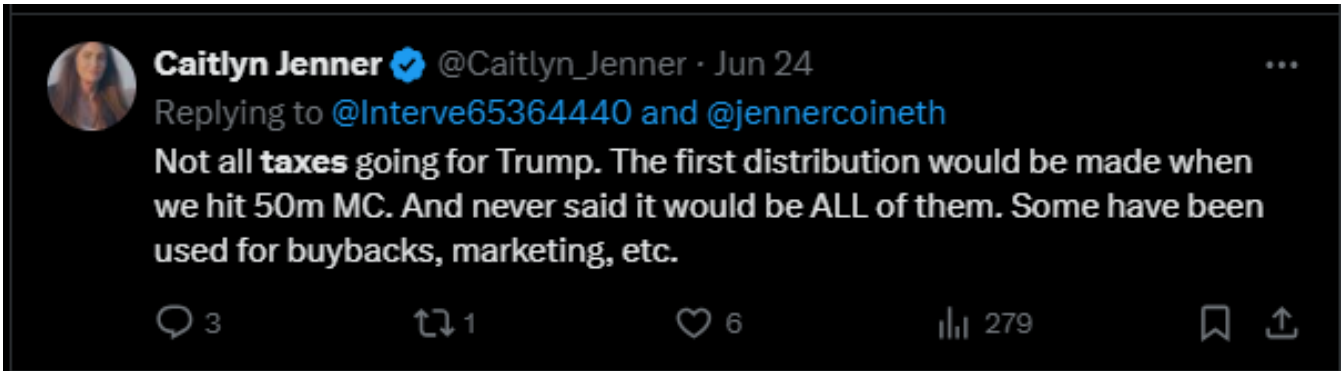 Caitlyn Jenner @Caitlyn_Jenner · Jun 24
Replying to @Interve65364440 and @jennercoineth
Not all taxes going for Trump. The first distribution would be made when
we hit 50m MC. And never said it would be ALL of them. Some have been
used for buybacks, marketing, etc.
3 1 6 279